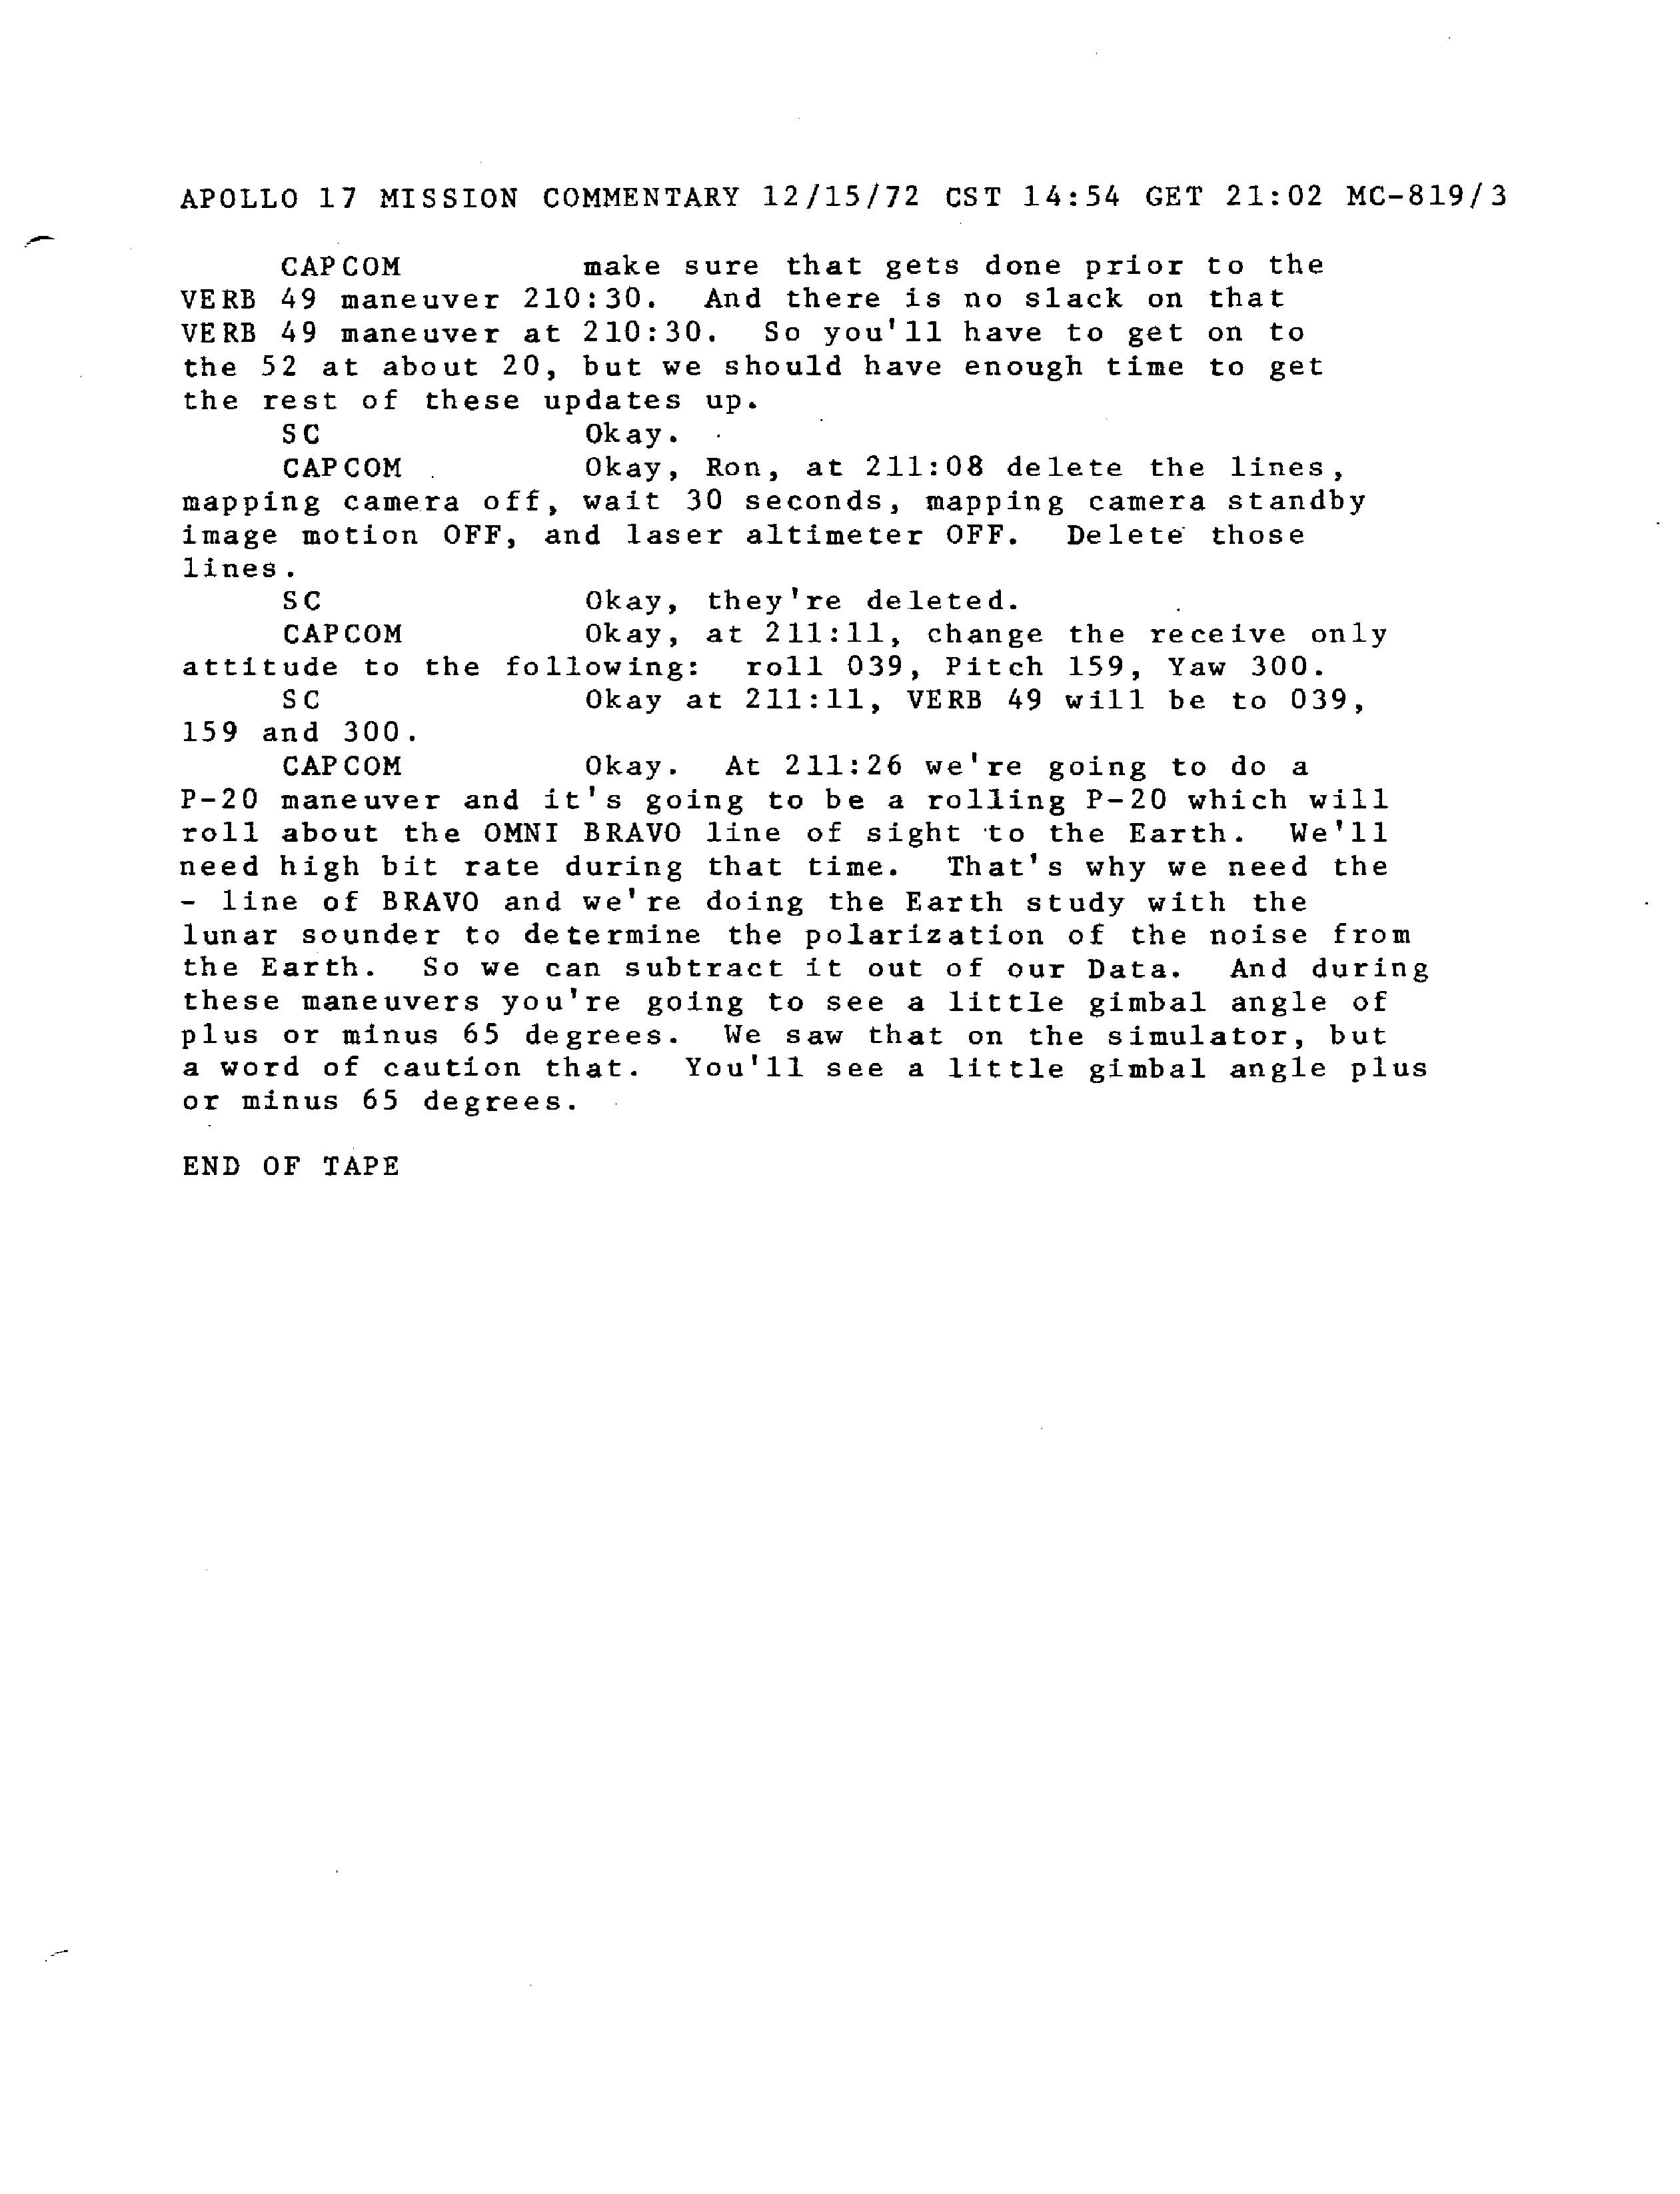 APOLLO 17 MISSION COMMENTARY 12/15/72 CST 14:54 GET 21:02 MC-819/3
CAPCOM make sure that gets done prior to the
VERB 49 maneuver 210:30. And there is no slack on that
VERB 49 maneuver at 210:30. So you'll have to get on to
the 52 at about 20, but we should have enough time to get
the rest of these updates up.
SC Okay.
CAPCOM Okay, Ron, at 211:08 delete the lines,
mapping camera off, wait 30 seconds, mapping camera standby
image motion OFF, and laser altimeter OFF. Delete those
lines.
SC Okay, they're deleted.
CAPCOM Okay, at 211:11, change the receive only
attitude to the following: roll 039, Pitch 159, Yaw 300.
SC Okay at 211:11, VERB 49 will be to 039,
159 and 300.
CAPCOM Okay. At 211:26 we're going to do a
P-20 maneuver and it's going to be a rolling P-20 which will
roll about the OMNI BRAVO line of sight to the Earth. We'll
need high bit rate during that time. That's why we need the
- line of BRAVO and we're doing the Earth study with the
lunar sounder to determine the polarization of the noise from
the Earth. So we can subtract it out of our Data. And during
these maneuvers you're going to see a little gimbal angle of
plus or minus 65 degrees. We saw that on the simulator, but
a word of caution that. You'll see a little gimbal angle plus
or minus 65 degrees.
END OF TAPE